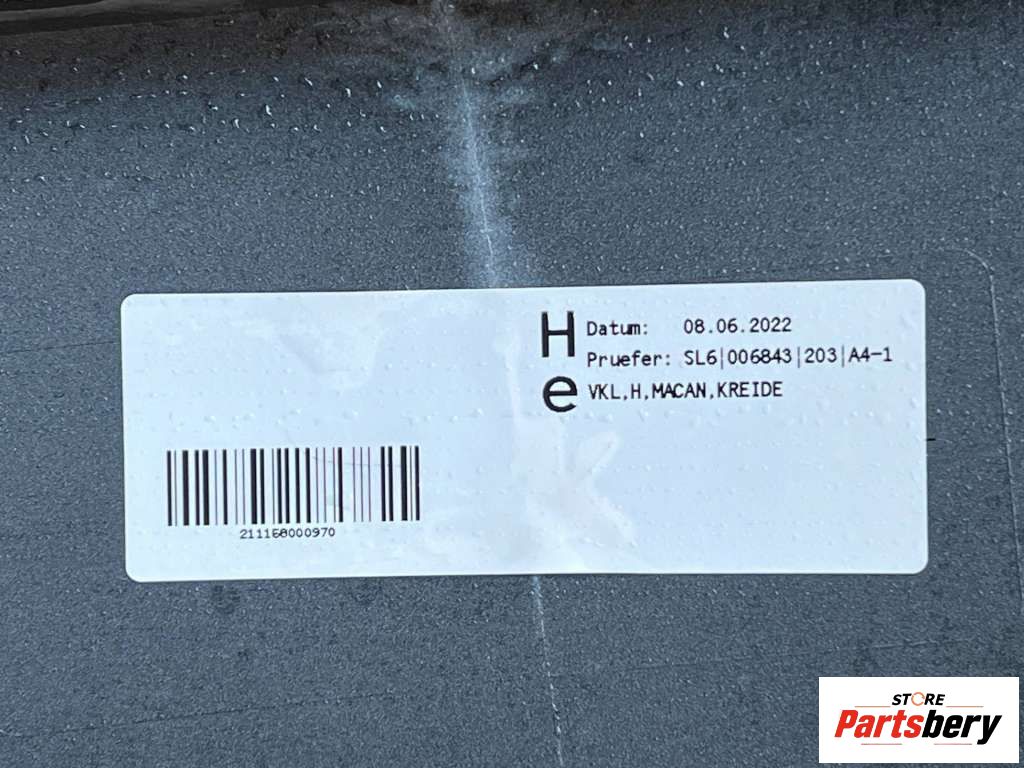 H
e
Datum: 08.06.2022
Pruefer: SL6|006843|203|A4-1
VKL,H,MACAN,KREIDE
211168000970
STORE
Partsbery